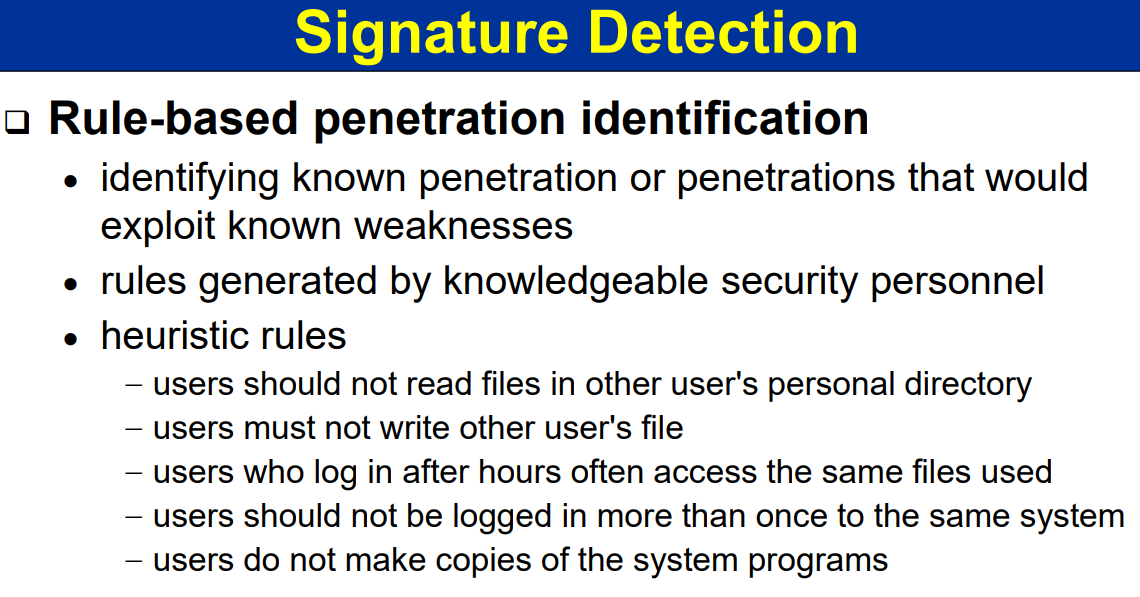 Signature Detection
❑ Rule-based penetration identification
• identifying known penetration or penetrations that would
exploit known weaknesses
• rules generated by knowledgeable security personnel
• heuristic rules
– users should not read files in other user's personal directory
– users must not write other user's file
– users who log in after hours often access the same files used
– users should not be logged in more than once to the same system
– users do not make copies of the system programs